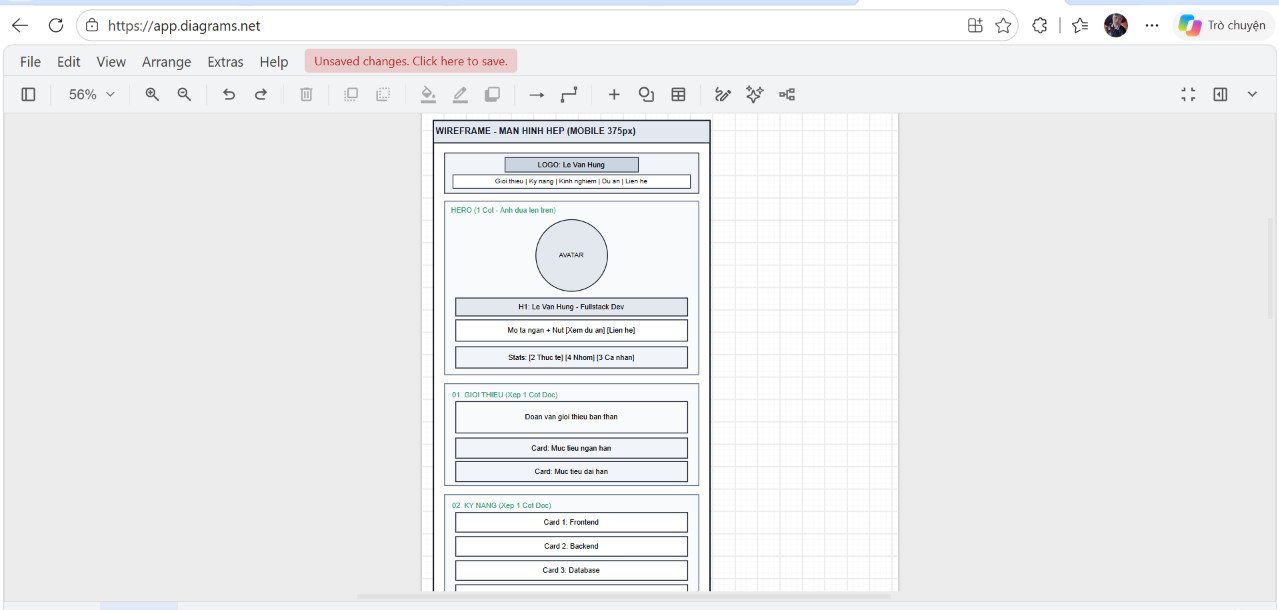 https://app.diagrams.net
Trò chuyện
File Edit View Arrange Extras Help Unsaved changes. Click here to save.
56%
WIREFRAME - MAN HINH HEP (MOBILE 375px)
LOGO: Le Van Hung
Gioi thieu | Ky nang | Kinh nghiem | Du an | Lien he
HERO (1 Cot - Anh dua len tren)
AVATAR
H1: Le Van Hung - Fullstack Dev
Mo ta ngan + Nut [Xem du an] [Lien he]
Stats: [2 Thuc te] [4 Nhom] [3 Ca nhan]
01. GIOI THIEU (Xep 1 Cot Doc)
Doan van gioi thieu ban than
Card: Muc tieu ngan han
Card: Muc tieu dai han
02. KY NANG (Xep 1 Cot Doc)
Card 1: Frontend
Card 2: Backend
Card 3: Database